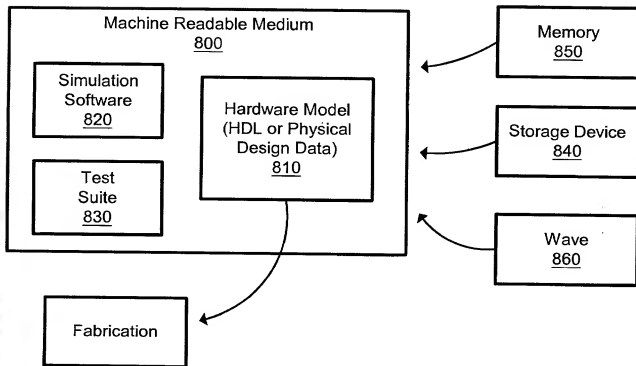 Machine Readable Medium
800
Simulation
Software
820
Test
Suite
830
Hardware Model
(HDL or Physical
Design Data)
810
Memory
850
Storage Device
840
Wave
860
Fabrication